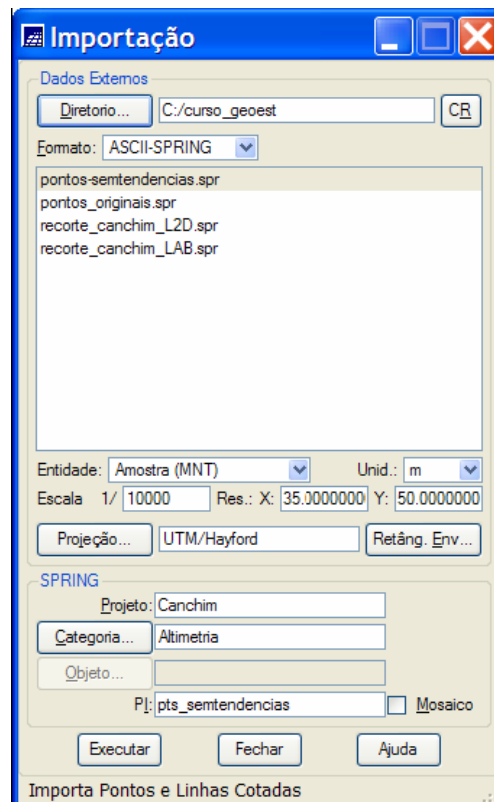 Importação
Dados Externos
Diretorio... C:/curso_geoest CR
Formato: ASCII-SPRING
pontos-semtendencias.spr
pontos_originais.spr
recorte_canchim_L2D.spr
recorte_canchim_LAB.spr
Entidade: Amostra (MNT) Unid.: m
Escala 1/ 10000 Res.: X: 35.0000000 Y: 50.0000000
Projeção... UTM/Hayford Retâng. Env...
SPRING
Projeto: Canchim
Categoria... Altimetria
Objeto...
PI: pts_semtendencias Mosaico
Executar Fechar Ajuda
Importa Pontos e Linhas Cotadas